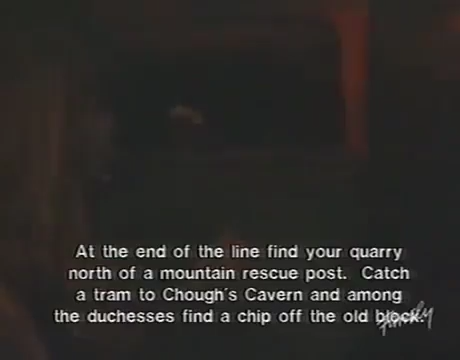 At the end of the line find your quarry
north of a mountain rescue post. Catch
a tram to Chough's Cavern and among
the duchesses find a chip off the old block.
Family